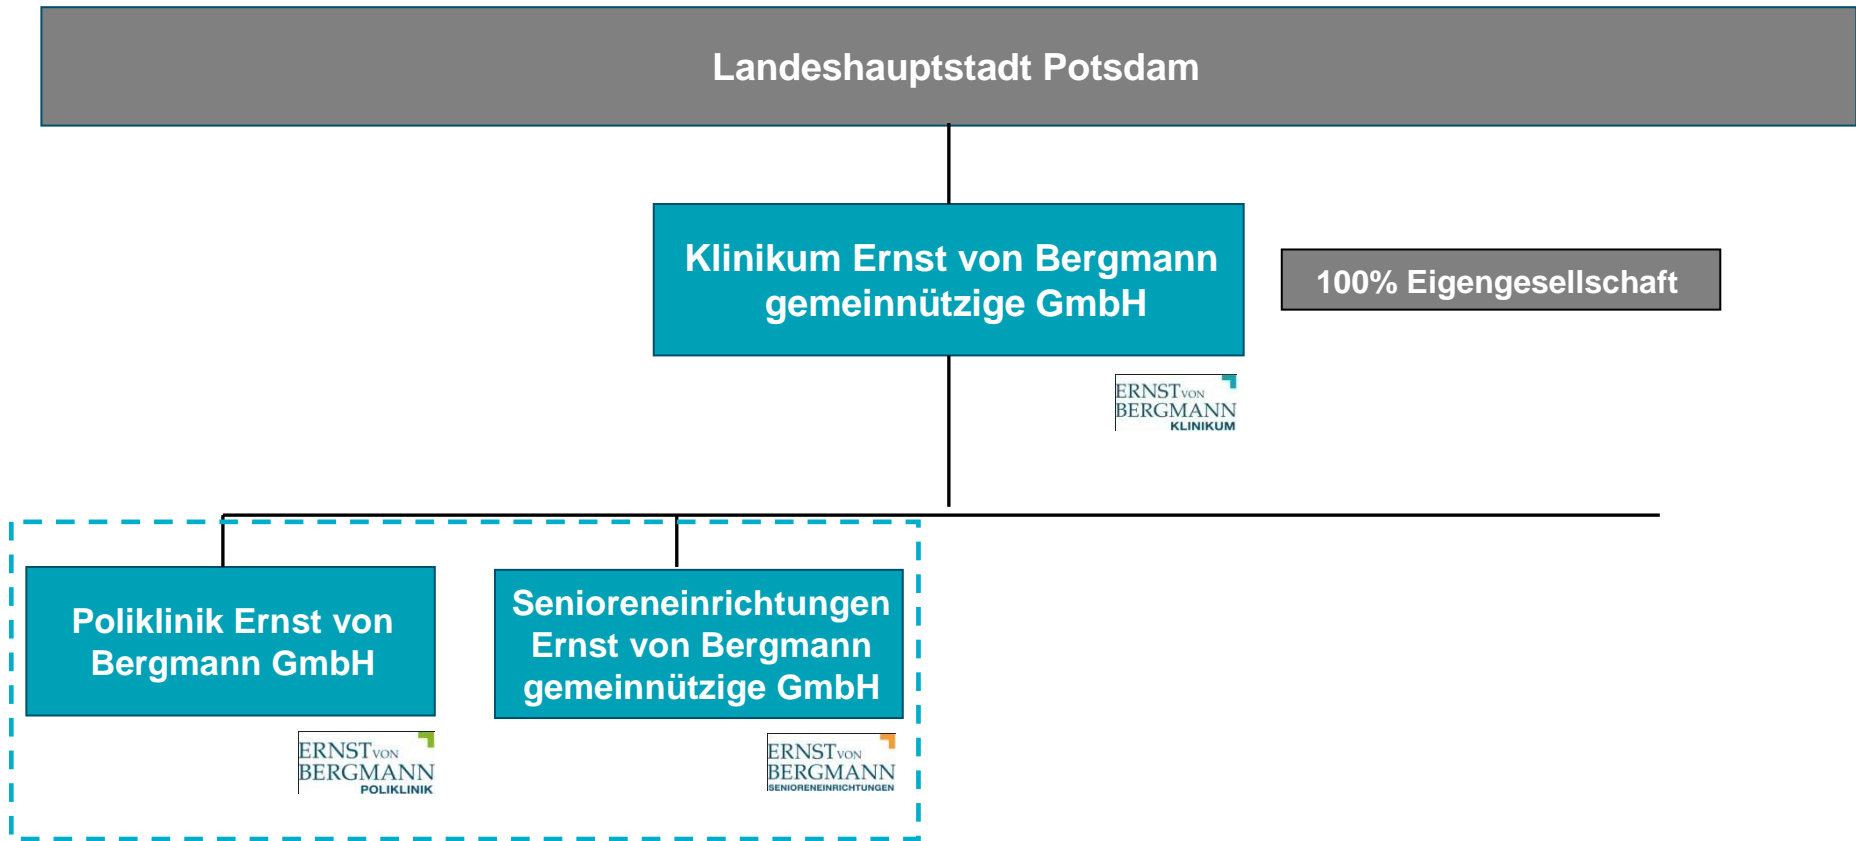 Landeshauptstadt Potsdam
Klinikum Ernst von Bergmann
gemeinnützige GmbH
100% Eigengesellschaft
ERNST VON
BERGMANN
KLINIKUM
Poliklinik Ernst von
Bergmann GmbH
Senioreneinrichtungen
Ernst von Bergmann
gemeinnützige GmbH
ERNST VON
BERGMANN
POLIKLINIK
ERNST VON
BERGMANN
SENIORENEINRICHTUNGEN